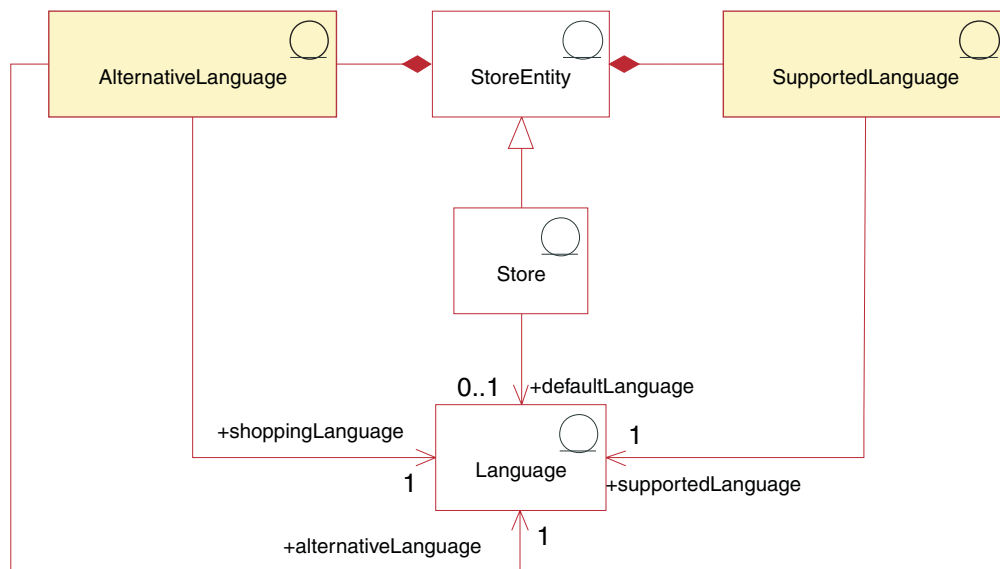 AlternativeLanguage
StoreEntity
SupportedLanguage
Store
0..1
+defaultLanguage
+shoppingLanguage
1
1
Language
+supportedLanguage
+alternativeLanguage
1